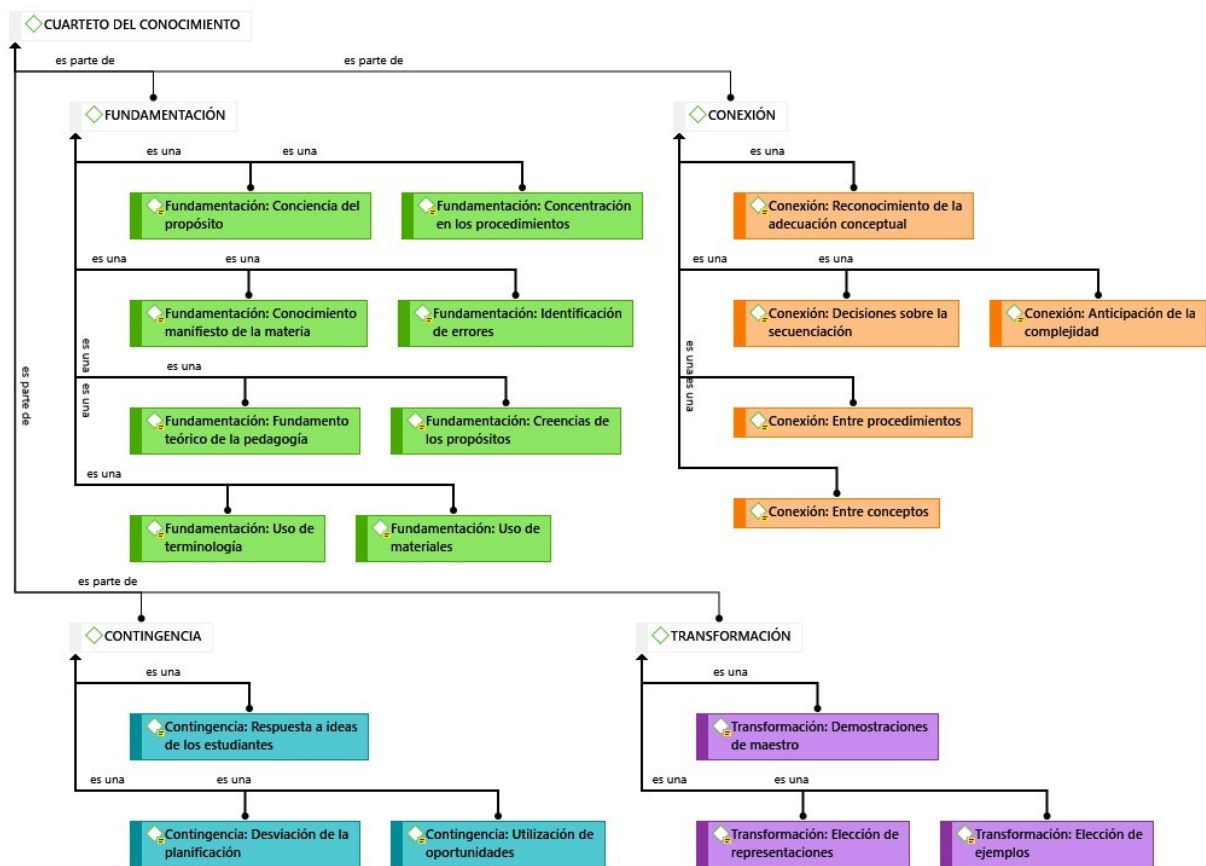 CUARTETO DEL CONOCIMIENTO
es parte de
es parte de
FUNDAMENTACIÓN
CONEXIÓN
es una
es una
es una
Fundamentación: Conciencia del
propósito
Fundamentación: Concentración
en los procedimientos
Conexión: Reconocimiento de la
adecuación conceptual
es una
es una
es una
es una
Fundamentación: Conocimiento
manifiesto de la materia
Fundamentación: Identificación
de errores
Conexión: Decisiones sobre la
secuenciación
Conexión: Anticipación de la
complejidad
es parte de
es una
es una
es una
es una
es una
Fundamentación: Fundamento
teórico de la pedagogía
Fundamentación: Creencias de
los propósitos
Conexión: Entre procedimientos
es una
Fundamentación: Uso de
terminología
Fundamentación: Uso de
materiales
Conexión: Entre conceptos
es parte de
CONTINGENCIA
TRANSFORMACIÓN
es una
es una
Contingencia: Respuesta a ideas
de los estudiantes
Transformación: Demostraciones
de maestro
es una
es una
es una
es una
Contingencia: Desviación de la
planificación
Contingencia: Utilización de
oportunidades
Transformación: Elección de
representaciones
Transformación: Elección de
ejemplos